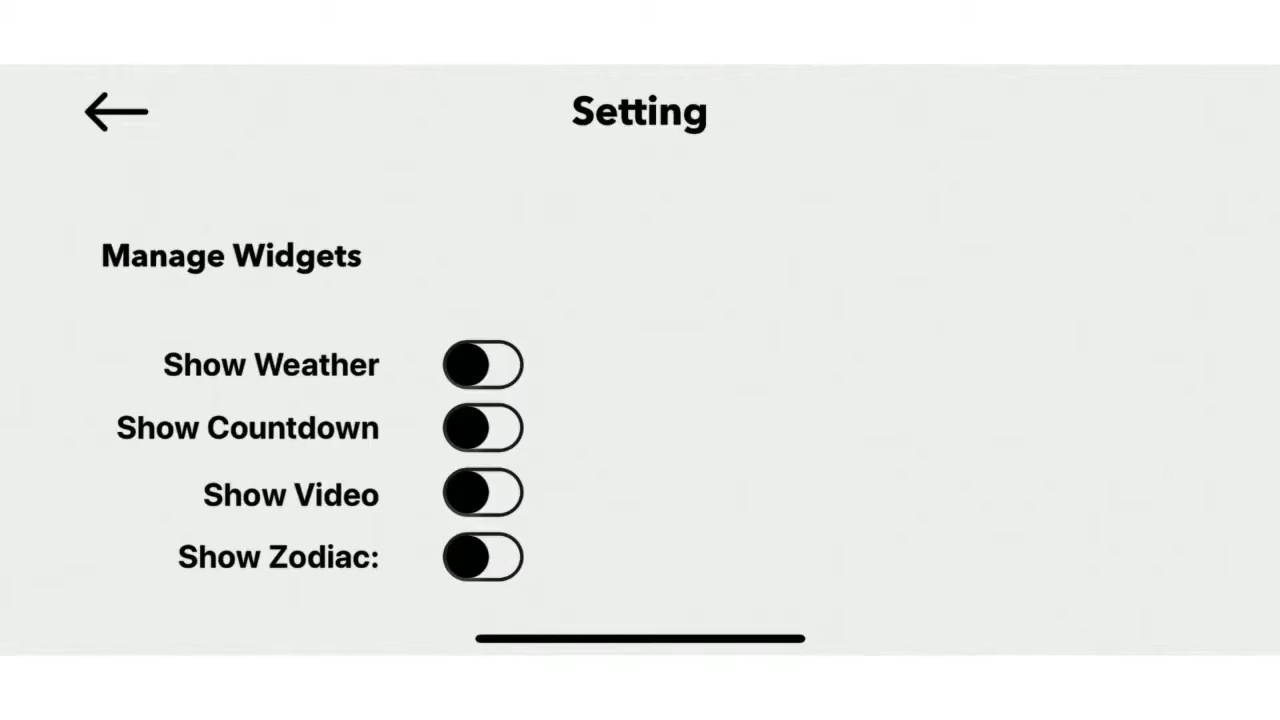 Setting
Manage Widgets
Show Weather
Show Countdown
Show Video
Show Zodiac: